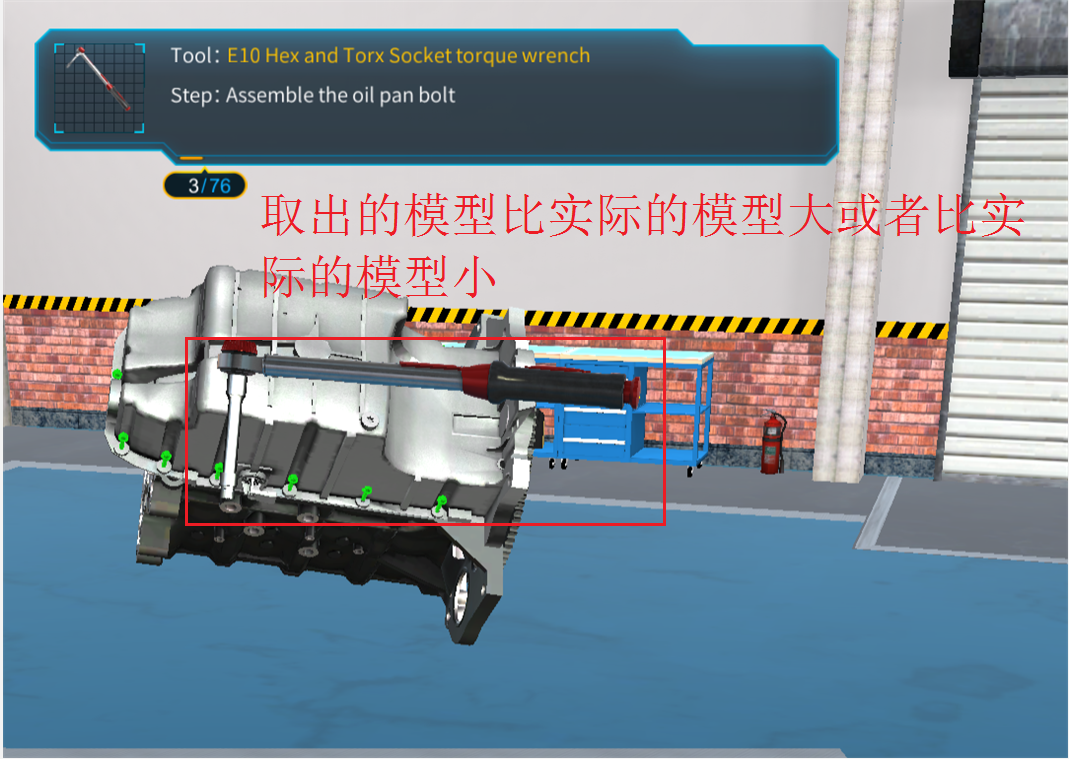 Tool: E10 Hex and Torx Socket torque wrench
Step: Assemble the oil pan bolt
3/76
取出的模型比实际的模型大或者比实
际的模型小